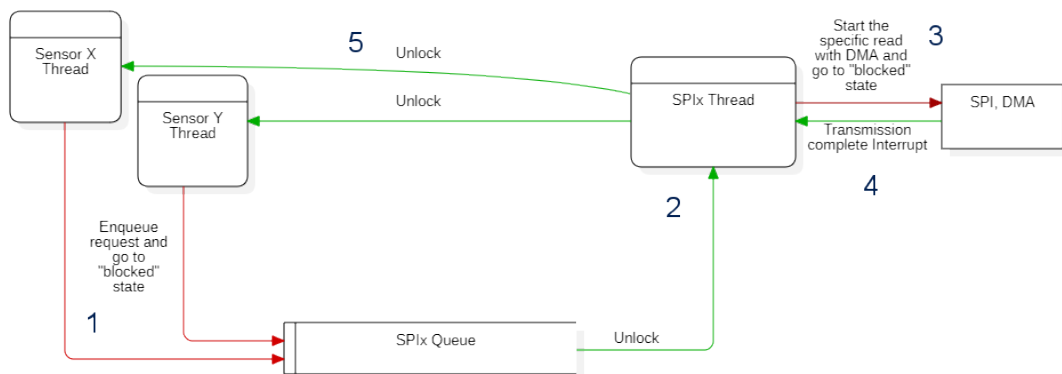 5
Unlock
Sensor X
Thread
Start the
specific read
with DMA and
go to "blocked"
state
3
Unlock
Sensor Y
Thread
SPIx Thread
SPI, DMA
Transmission
complete Interrupt
4
2
Enqueue
request and
go to
"blocked"
state
1
SPIx Queue
Unlock